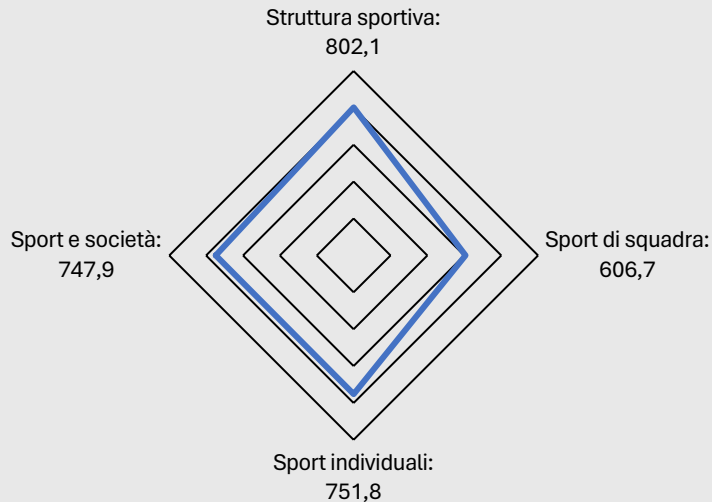 Struttura sportiva:
802,1
Sport e società:
747,9
Sport di squadra:
606,7
Sport individuali:
751,8